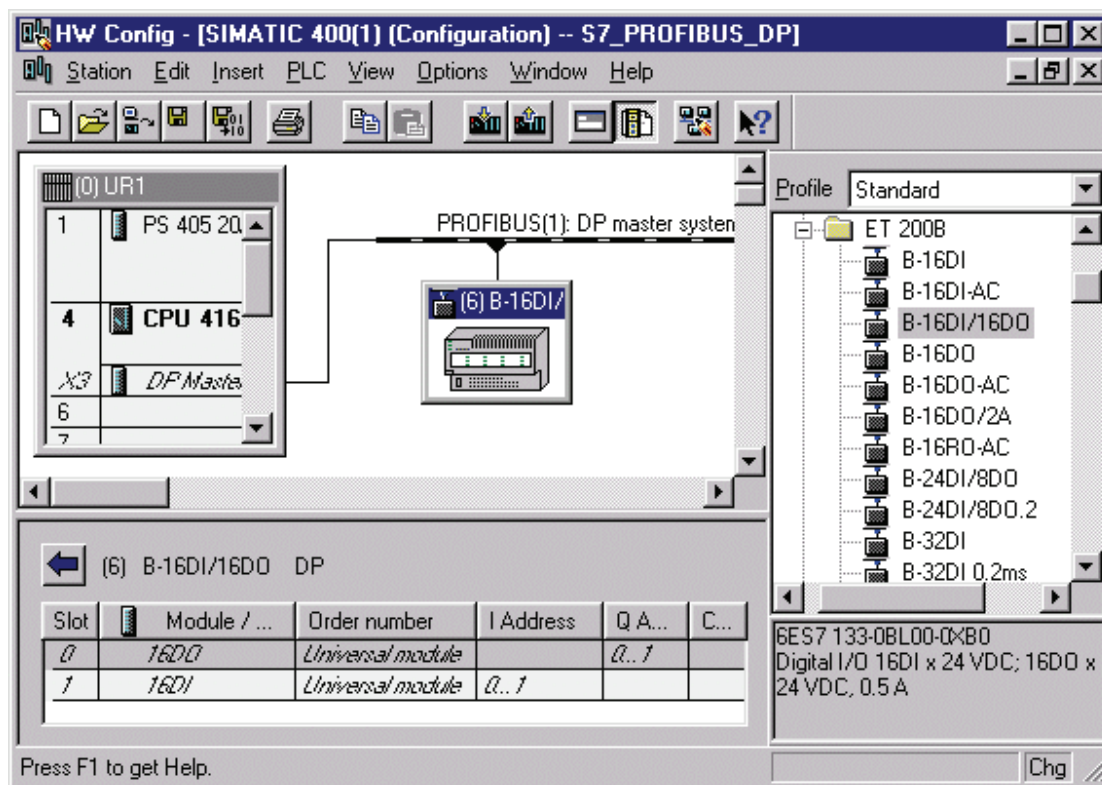 HW Config - [SIMATIC 400(1) (Configuration) -- S7_PROFIBUS_DP]
Station Edit Insert PLC View Options Window Help
(0) UR1
1 PS 405 20
4 CPU 416
X3 DP Maste
6
7
PROFIBUS(1): DP master system
(6) B-16DI/
Profile Standard
ET 200B
B-16DI
B-16DI-AC
B-16DI/16DO
B-16DO
B-16DO-AC
B-16DO/2A
B-16RO-AC
B-24DI/8DO
B-24DI/8DO.2
B-32DI
B-32DI 0.2ms
(6) B-16DI/16DO DP
Slot Module / ... Order number I Address Q A... C...
0 16DO Universal module 0..1
1 16DI Universal module 0..1
6ES7 133-0BL00-0XB0
Digital I/O 16DI x 24 VDC; 16DO x
24 VDC, 0.5 A
Press F1 to get Help.
Chg